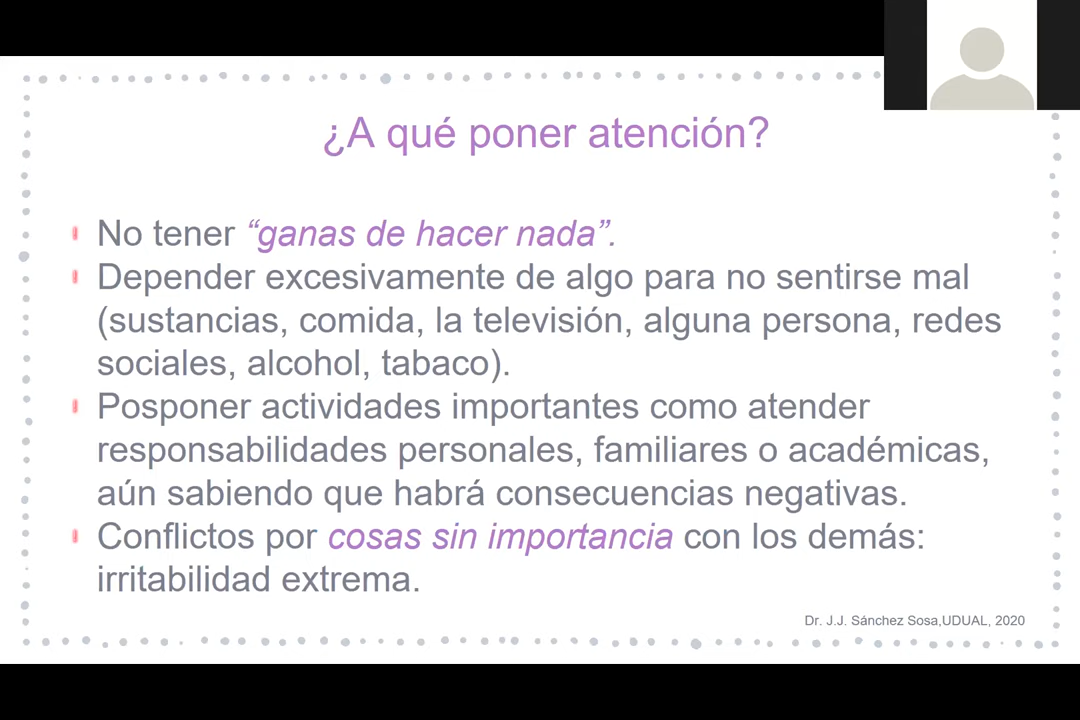 ¿A qué poner atención?
No tener “ganas de hacer nada”.
Depender excesivamente de algo para no sentirse mal
(sustancias, comida, la televisión, alguna persona, redes
sociales, alcohol, tabaco).
Posponer actividades importantes como atender
responsabilidades personales, familiares o académicas,
aún sabiendo que habrá consecuencias negativas.
Conflictos por cosas sin importancia con los demás:
irritabilidad extrema.
Dr. J.J. Sánchez Sosa,UDUAL, 2020